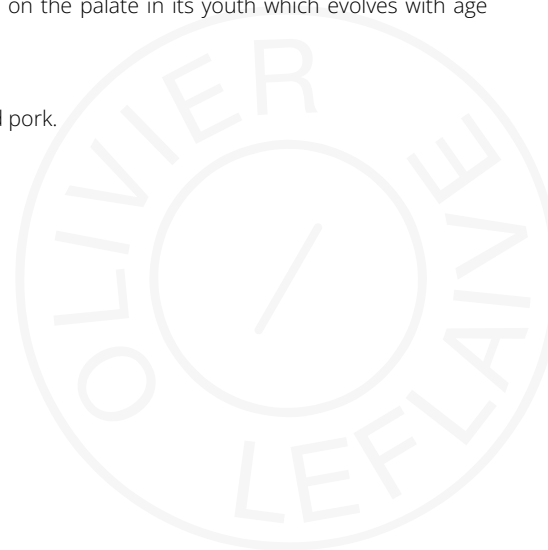 on the palate in its youth which evolves with age
pork.
OLIVIER
LEFLAIVE